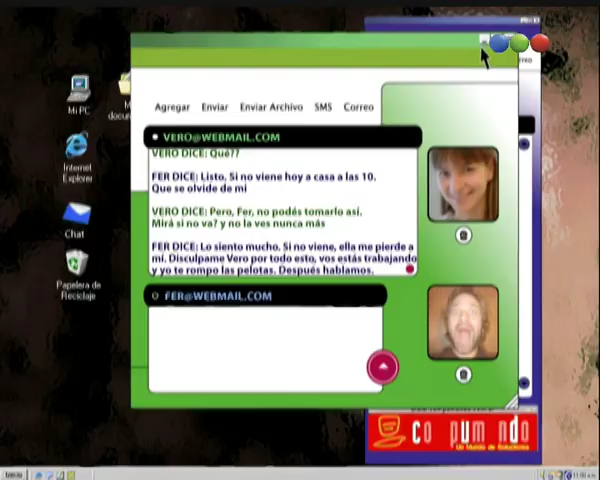 Agregar Enviar Enviar Archivo SMS Correo
VERO@WEBMAIL.COM
VERO DICE: Qué??
FER DICE: Listo. Si no viene hoy a casa a las 10.
Que se olvide de mi
VERO DICE: Pero, Fer, no podés tomarlo así.
Mirá si no va? y no la ves nunca más
FER DICE: Lo siento mucho. Si no viene, ella me pierde a
mí. Disculpame Vero por todo esto, vos estás trabajando
y yo te rompo las pelotas. Después hablamos.
FER@WEBMAIL.COM
Mi PC
Internet
Explorer
Chat
Papelera de
Reciclaje
Un Mundo de Soluciones